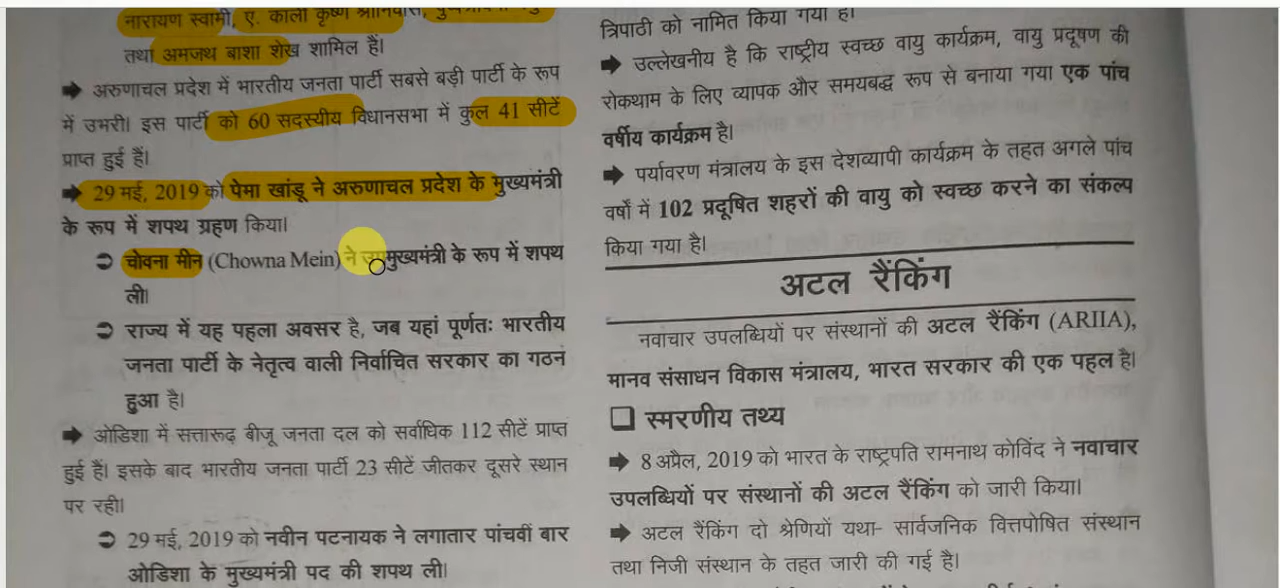 नारायण स्वामी, ए. काली कृष्ण श्रीनिवास,
तथा अमजथ बाशा शेख शामिल हैं।
➡ अरुणाचल प्रदेश में भारतीय जनता पार्टी सबसे बड़ी पार्टी के रूप
में उभरी। इस पार्टी को 60 सदस्यीय विधानसभा में कुल 41 सीटें
प्राप्त हुई हैं।
➡ 29 मई, 2019 को पेमा खांडू ने अरुणाचल प्रदेश के मुख्यमंत्री
के रूप में शपथ ग्रहण किया।
➲ चोवना मीन (Chowna Mein) ने उपमुख्यमंत्री के रूप में शपथ
ली।
➲ राज्य में यह पहला अवसर है, जब यहां पूर्णतः भारतीय
जनता पार्टी के नेतृत्व वाली निर्वाचित सरकार का गठन
हुआ है।
➡ ओडिशा में सत्तारूढ़ बीजू जनता दल को सर्वाधिक 112 सीटें प्राप्त
हुई हैं। इसके बाद भारतीय जनता पार्टी 23 सीटें जीतकर दूसरे स्थान
पर रही।
➲ 29 मई, 2019 को नवीन पटनायक ने लगातार पांचवीं बार
ओडिशा के मुख्यमंत्री पद की शपथ ली।
त्रिपाठी को नामित किया गया है।
➡ उल्लेखनीय है कि राष्ट्रीय स्वच्छ वायु कार्यक्रम, वायु प्रदूषण की
रोकथाम के लिए व्यापक और समयबद्ध रूप से बनाया गया एक पांच
वर्षीय कार्यक्रम है।
➡ पर्यावरण मंत्रालय के इस देशव्यापी कार्यक्रम के तहत अगले पांच
वर्षों में 102 प्रदूषित शहरों की वायु को स्वच्छ करने का संकल्प
किया गया है।
अटल रैंकिंग
नवाचार उपलब्धियों पर संस्थानों की अटल रैंकिंग (ARIIA),
मानव संसाधन विकास मंत्रालय, भारत सरकार की एक पहल है।
❑ स्मरणीय तथ्य
➡ 8 अप्रैल, 2019 को भारत के राष्ट्रपति रामनाथ कोविंद ने नवाचार
उपलब्धियों पर संस्थानों की अटल रैंकिंग को जारी किया।
➡ अटल रैंकिंग दो श्रेणियों यथा- सार्वजनिक वित्तपोषित संस्थान
तथा निजी संस्थान के तहत जारी की गई है।